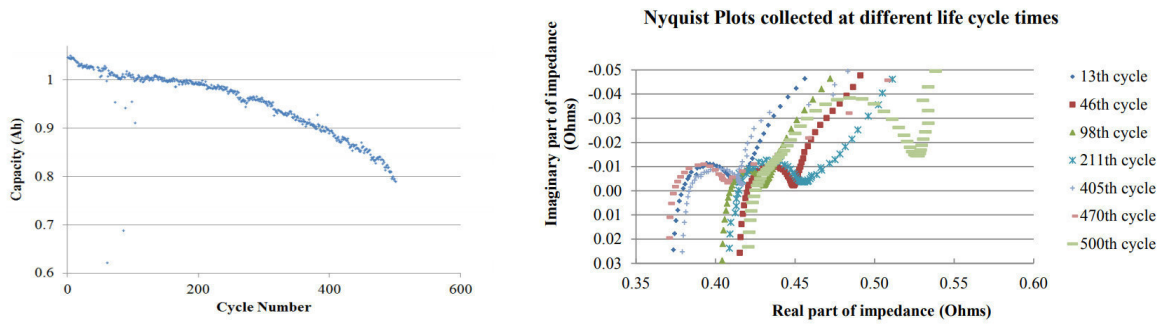 Capacity (Ah)
1
0.9
0.8
0.7
0.6
0
200
400
600
Cycle Number
Nyquist Plots collected at different life cycle times
Imaginary part of impedance
(Ohms)
-0.05
-0.04
-0.03
-0.02
-0.01
0.00
0.01
0.02
0.03
0.35
0.40
0.45
0.50
0.55
Real part of impedance (Ohms)
13th cycle
46th cycle
98th cycle
211th cycle
405th cycle
470th cycle
500th cycle